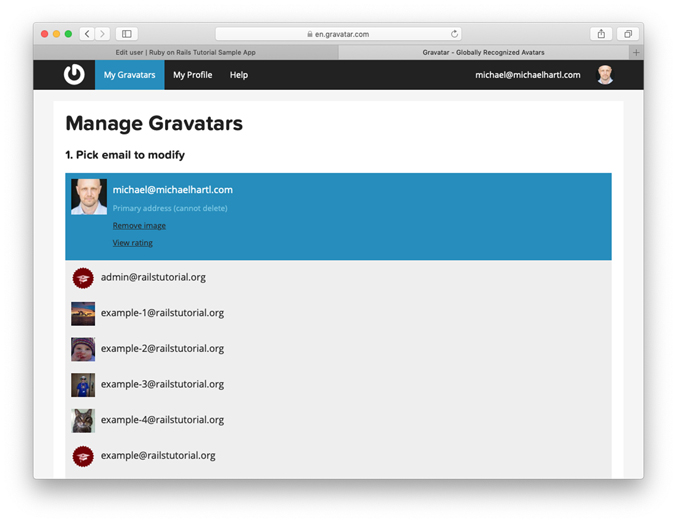 en.gravatar.com
Edit user | Ruby on Rails Tutorial Sample App
Gravatar - Globally Recognized Avatars
My Gravatars My Profile Help michael@michaelhartl.com
Manage Gravatars
1. Pick email to modify
michael@michaelhartl.com
Primary address (cannot delete)
Remove image
View rating
admin@railstutorial.org
example-1@railstutorial.org
example-2@railstutorial.org
example-3@railstutorial.org
example-4@railstutorial.org
example@railstutorial.org